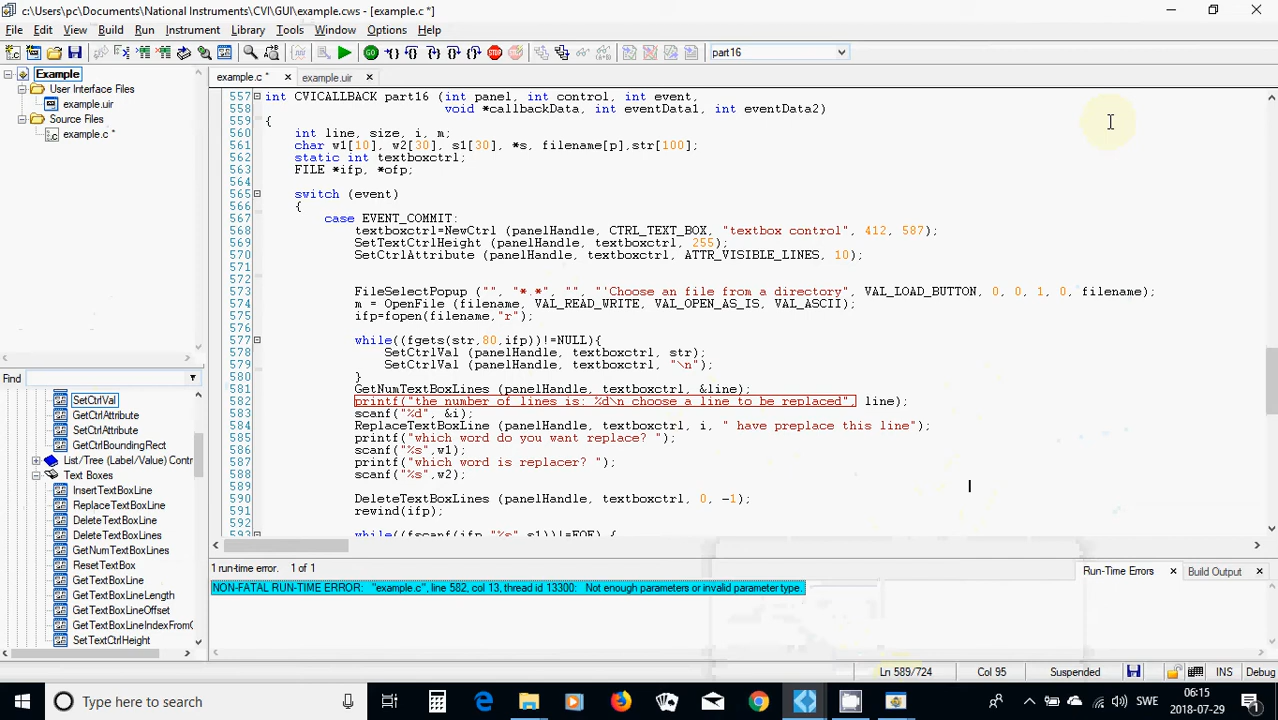 c:\Users\pc\Documents\National Instruments\CVI\GUI\example.cws - [example.c *]
File Edit View Build Run Instrument Library Tools Window Options Help
part16
Example
User Interface Files
example.uir
Source Files
example.c *
example.c * example.uir
557 int CVICALLBACK part16 (int panel, int control, int event,
558 void *callbackData, int eventData1, int eventData2)
559 {
560 int line, size, i, m;
561 char w1[10], w2[30], s1[30], *s, filename[p],str[100];
562 static int textboxctrl;
563 FILE *ifp, *ofp;
564
565 switch (event)
566 {
567 case EVENT_COMMIT:
568 textboxctrl=NewCtrl (panelHandle, CTRL_TEXT_BOX, "textbox control", 412, 587);
569 SetTextCtrlHeight (panelHandle, textboxctrl, 255);
570 SetCtrlAttribute (panelHandle, textboxctrl, ATTR_VISIBLE_LINES, 10);
571
572
573 FileSelectPopup ("", "*.*", "", "'Choose an file from a directory", VAL_LOAD_BUTTON, 0, 0, 1, 0, filename);
574 m = OpenFile (filename, VAL_READ_WRITE, VAL_OPEN_AS_IS, VAL_ASCII);
575 ifp=fopen(filename,"r");
576
577 while((fgets(str,80,ifp))!=NULL){
578 SetCtrlVal (panelHandle, textboxctrl, str);
579 SetCtrlVal (panelHandle, textboxctrl, "\n");
580 }
581 GetNumTextBoxLines (panelHandle, textboxctrl, &line);
582 printf("the number of lines is: %d\n choose a line to be replaced", line);
583 scanf("%d", &i);
584 ReplaceTextBoxLine (panelHandle, textboxctrl, i, " have preplace this line");
585 printf("which word do you want replace? ");
586 scanf("%s",w1);
587 printf("which word is replacer? ");
588 scanf("%s",w2);
589
590 DeleteTextBoxLines (panelHandle, textboxctrl, 0, -1);
591 rewind(ifp);
592
593 while((fscanf(ifp,"%s",s1))!=EOF) {
Find
SetCtrlVal
GetCtrlAttribute
SetCtrlAttribute
GetCtrlBoundingRect
List/Tree (Label/Value) Contr
Text Boxes
InsertTextBoxLine
ReplaceTextBoxLine
DeleteTextBoxLine
DeleteTextBoxLines
GetNumTextBoxLines
ResetTextBox
GetTextBoxLine
GetTextBoxLineLength
GetTextBoxLineOffset
GetTextBoxLineIndexFromO
SetTextCtrlHeight
1 run-time error. 1 of 1
Run-Time Errors Build Output
NON-FATAL RUN-TIME ERROR: "example.c", line 582, col 13, thread id 13300: Not enough parameters or invalid parameter type.
Ln 589/724 Col 95 Suspended INS Debug
Type here to search
SWE
06:15
2018-07-29
1